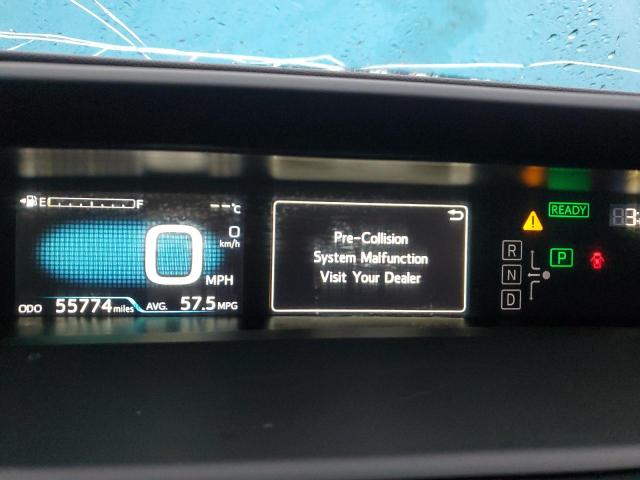 E F
--°C
0
km/h
0 MPH
ODO 55774 miles AVG. 57.5 MPG
Pre-Collision
System Malfunction
Visit Your Dealer
READY
3:
R
N
D
P